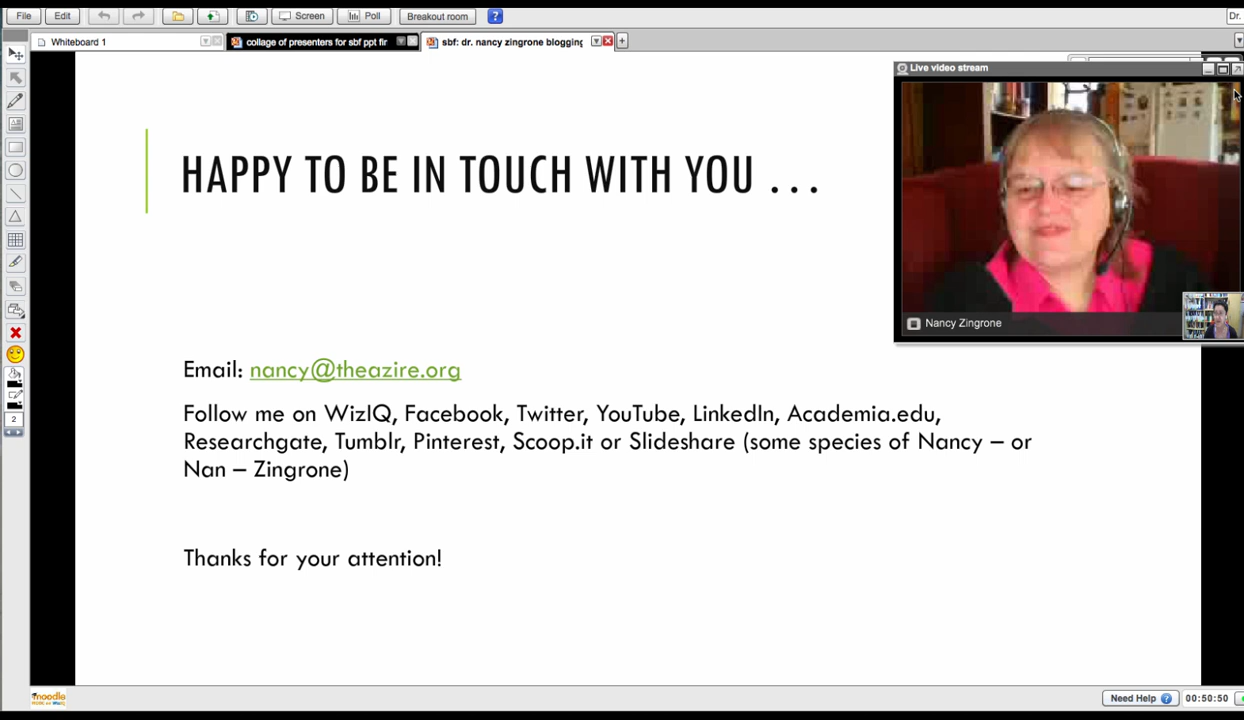 File Edit Screen Poll Breakout room ? Dr.
Whiteboard 1 collage of presenters for sbf ppt fir sbf: dr. nancy zingrone blogging
Live video stream
HAPPY TO BE IN TOUCH WITH YOU ...
Nancy Zingrone
Email: nancy@theazire.org
Follow me on WizIQ, Facebook, Twitter, YouTube, LinkedIn, Academia.edu,
Researchgate, Tumblr, Pinterest, Scoop.it or Slideshare (some species of Nancy – or
Nan – Zingrone)
2
Thanks for your attention!
moodle
Need Help ? 00:50:50